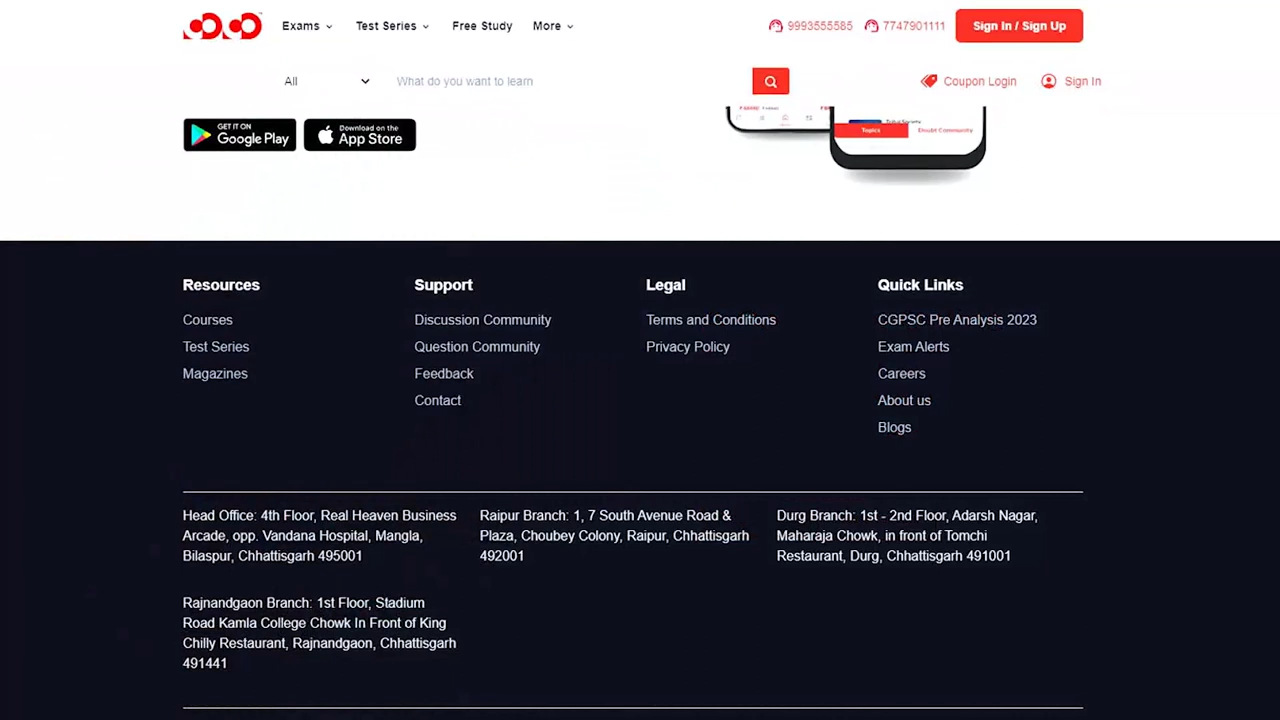 Exams
Test Series
Free Study
More
9993555585
7747901111
Sign In / Sign Up
All
What do you want to learn
Coupon Login
Sign In
GET IT ON
Google Play
Download on the
App Store
Topics
Doubt Community
Resources
Courses
Test Series
Magazines
Support
Discussion Community
Question Community
Feedback
Contact
Legal
Terms and Conditions
Privacy Policy
Quick Links
CGPSC Pre Analysis 2023
Exam Alerts
Careers
About us
Blogs
Head Office: 4th Floor, Real Heaven Business
Arcade, opp. Vandana Hospital, Mangla,
Bilaspur, Chhattisgarh 495001
Raipur Branch: 1, 7 South Avenue Road &
Plaza, Choubey Colony, Raipur, Chhattisgarh
492001
Durg Branch: 1st - 2nd Floor, Adarsh Nagar,
Maharaja Chowk, in front of Tomchi
Restaurant, Durg, Chhattisgarh 491001
Rajnandgaon Branch: 1st Floor, Stadium
Road Kamla College Chowk In Front of King
Chilly Restaurant, Rajnandgaon, Chhattisgarh
491441